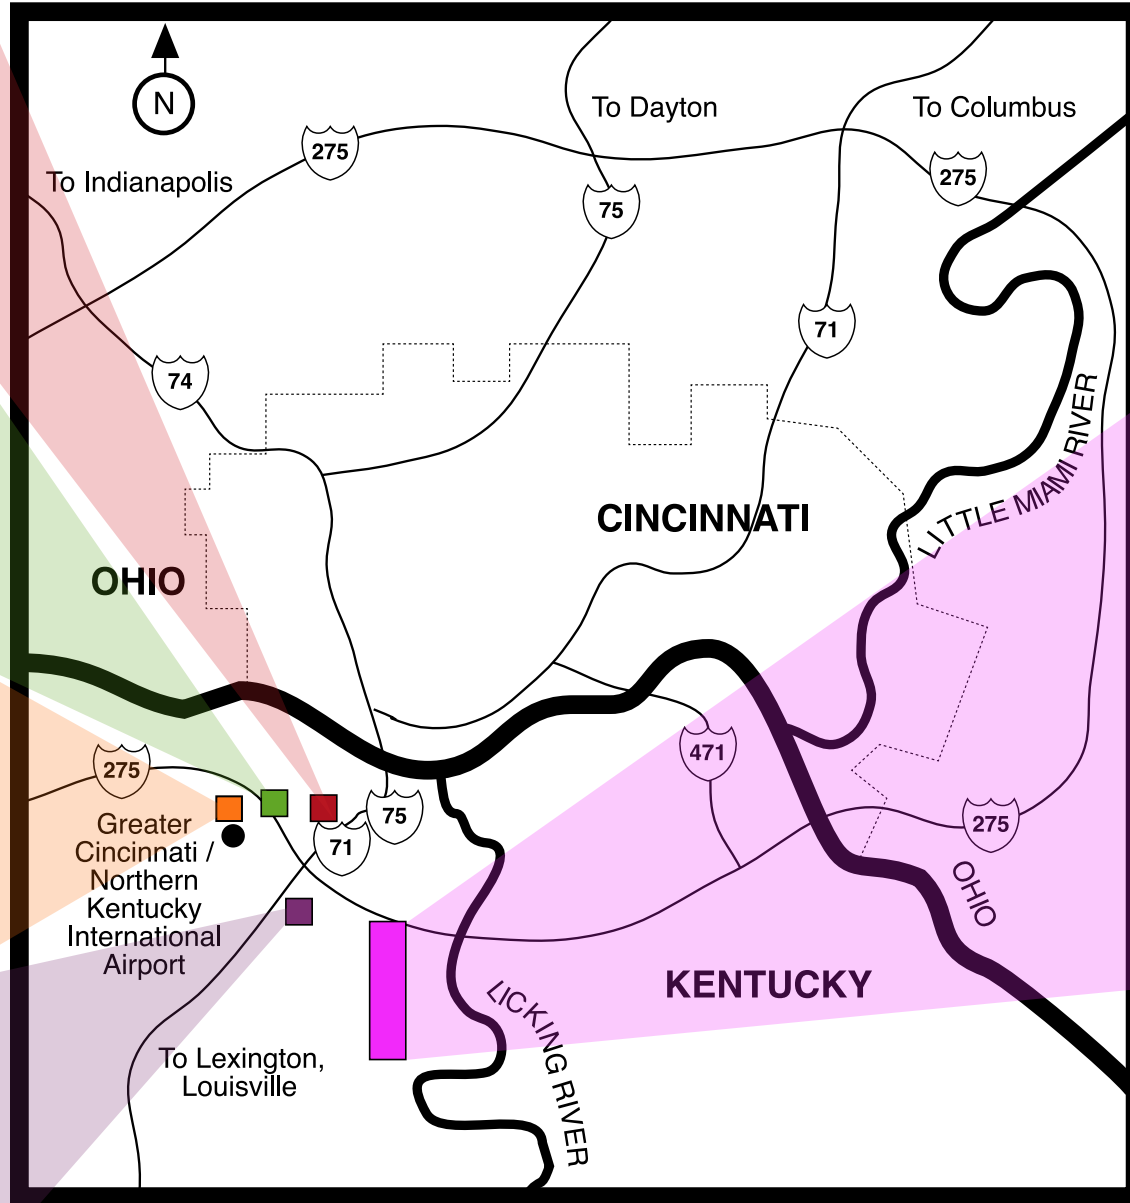 N
To Dayton
To Columbus
275
To Indianapolis
275
75
71
74
LITTLE MIAMI RIVER
CINCINNATI
OHIO
471
275
75
275
71
Greater
Cincinnati /
Northern
Kentucky
International
Airport
OHIO
KENTUCKY
LICKING RIVER
To Lexington,
Louisville